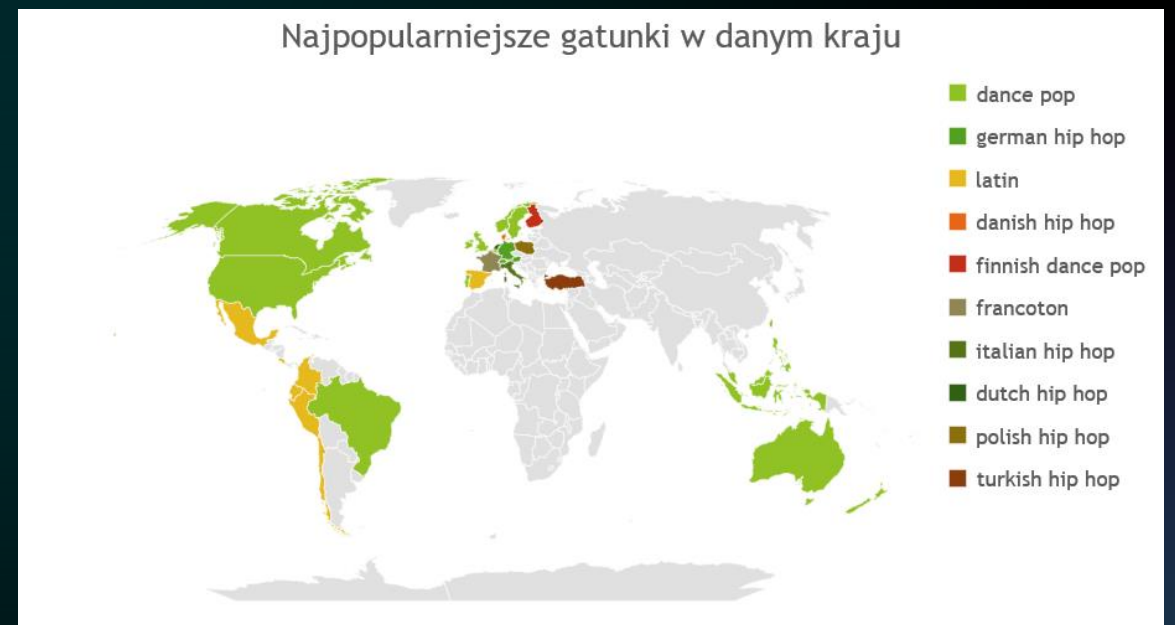 Najpopularniejsze gatunki w danym kraju
dance pop
german hip hop
latin
danish hip hop
finnish dance pop
francoton
italian hip hop
dutch hip hop
polish hip hop
turkish hip hop